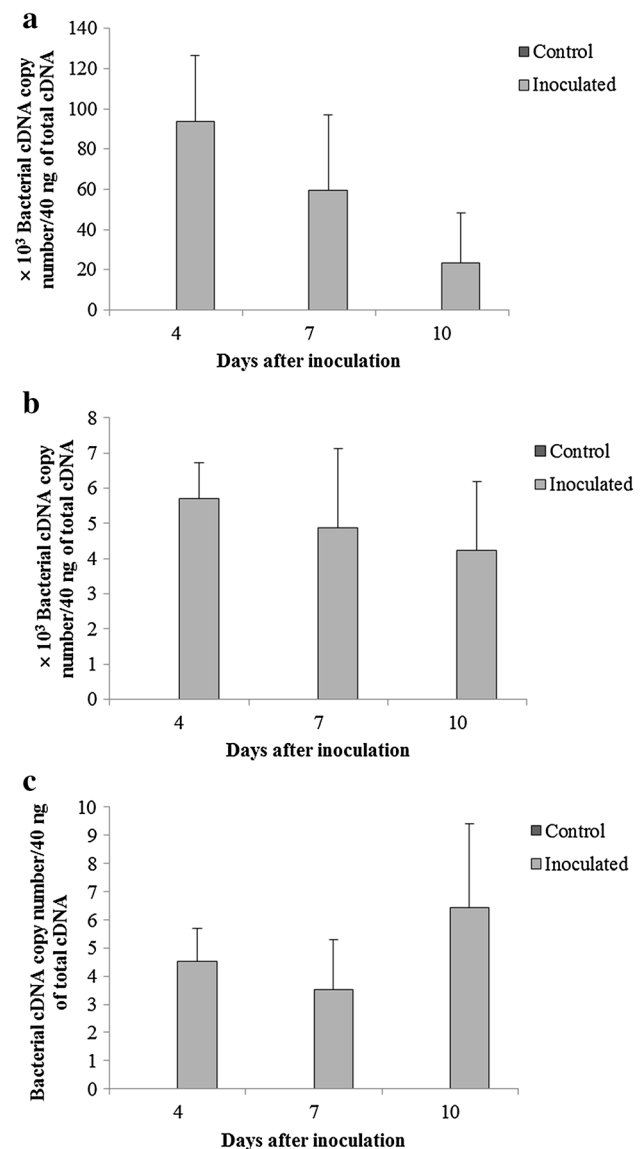 a
× 10³ Bacterial cDNA copy
number/40 ng of total cDNA
140
120
100
80
60
40
20
0
4
7
10
Days after inoculation
Control
Inoculated
b
× 10³ Bacterial cDNA copy
number/40 ng of total cDNA
8
7
6
5
4
3
2
1
0
4
7
10
Days after inoculation
Control
Inoculated
c
Bacterial cDNA copy number/40 ng
of total cDNA
10
9
8
7
6
5
4
3
2
1
0
4
7
10
Days after inoculation
Control
Inoculated